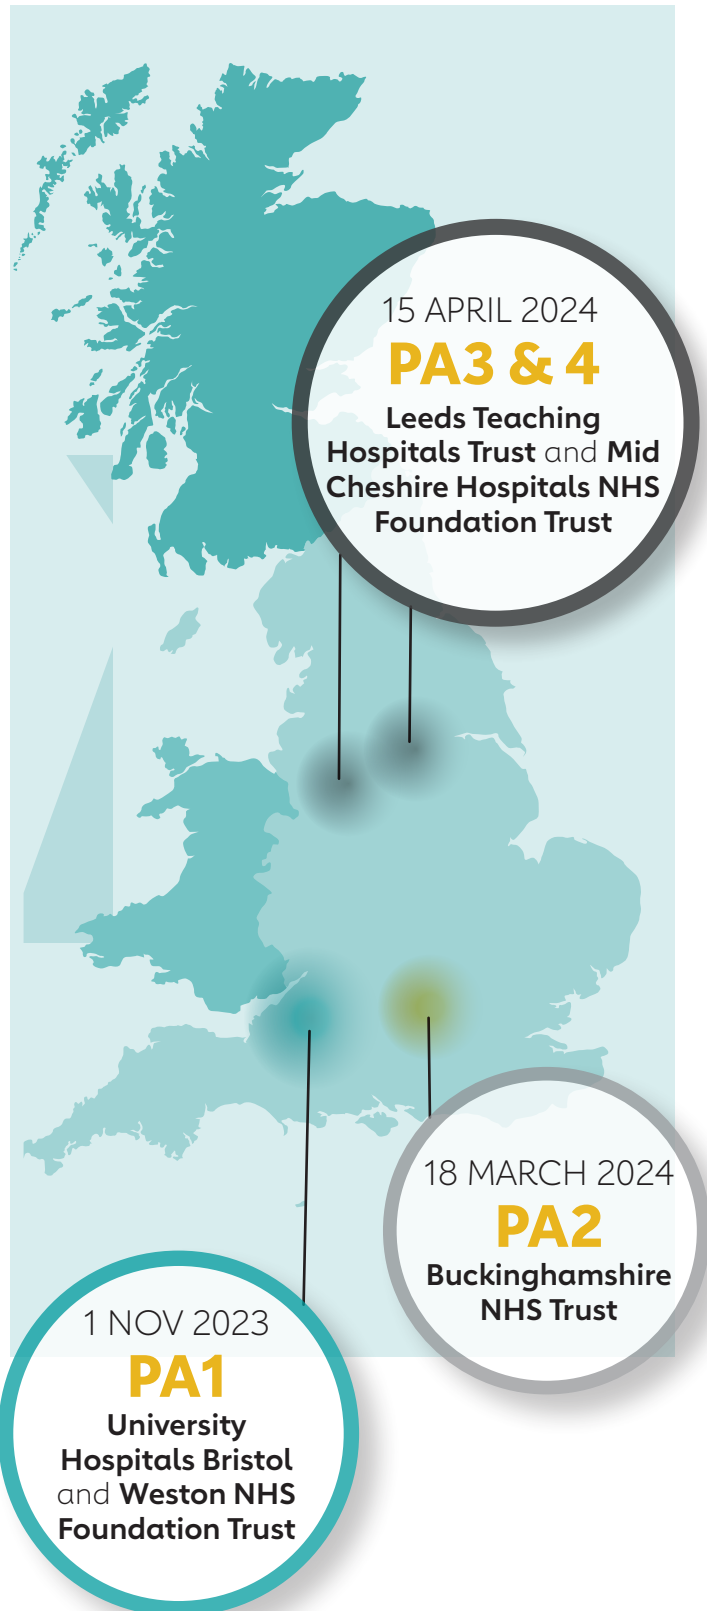 15 APRIL 2024
PA3 & 4
Leeds Teaching
Hospitals Trust and Mid
Cheshire Hospitals NHS
Foundation Trust
18 MARCH 2024
PA2
Buckinghamshire
NHS Trust
1 NOV 2023
PA1
University
Hospitals Bristol
and Weston NHS
Foundation Trust